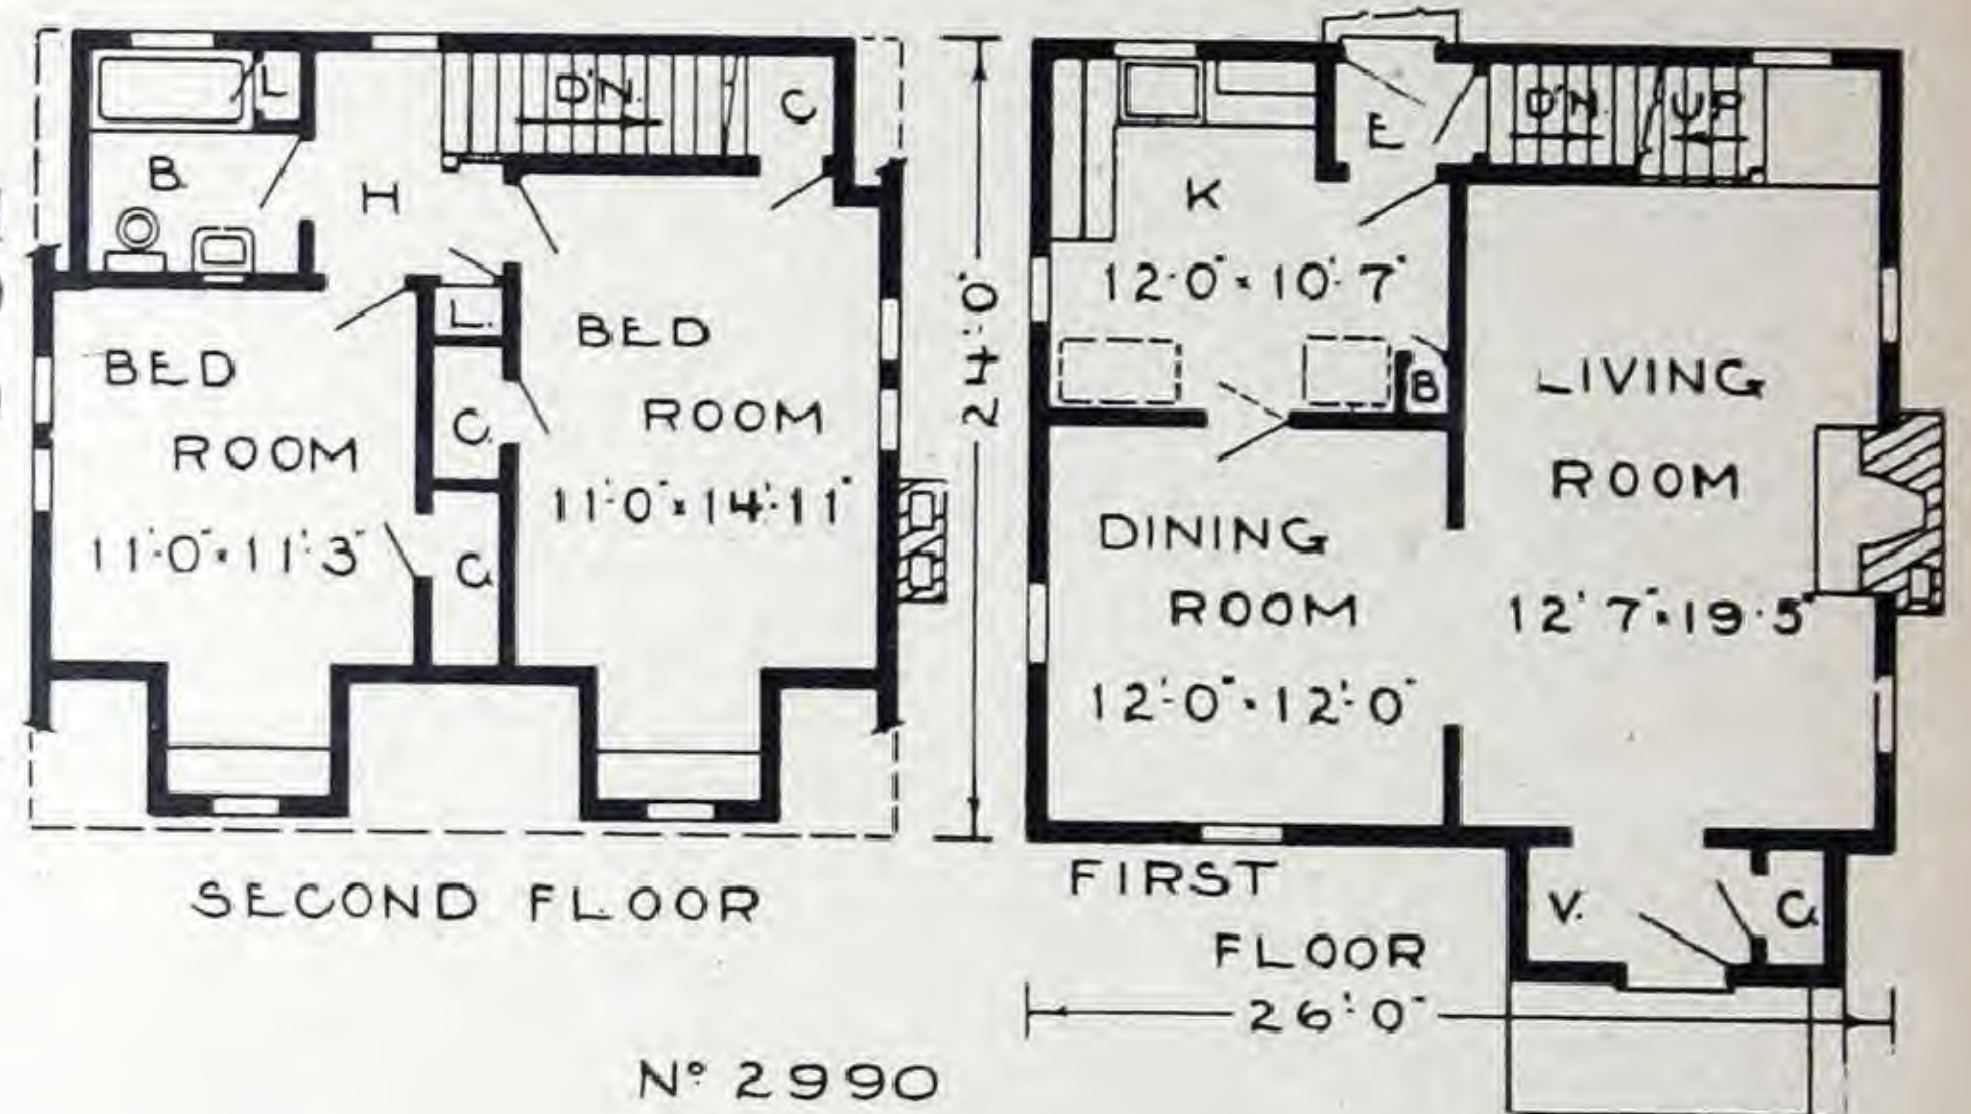 L
D'N.
C
B
H
L.
BED
ROOM
11'-0" x 11'-3"
C.
C.
BED
ROOM
11'-0" x 14'-11"
SECOND FLOOR
24'-0"
K
12'-0" x 10'-7"
E
D'N.
UP
B
LIVING
ROOM
12' 7" x 19'-5"
DINING
ROOM
12'-0" x 12'-0"
V.
C.
FIRST
FLOOR
26'-0"
Nº 2990